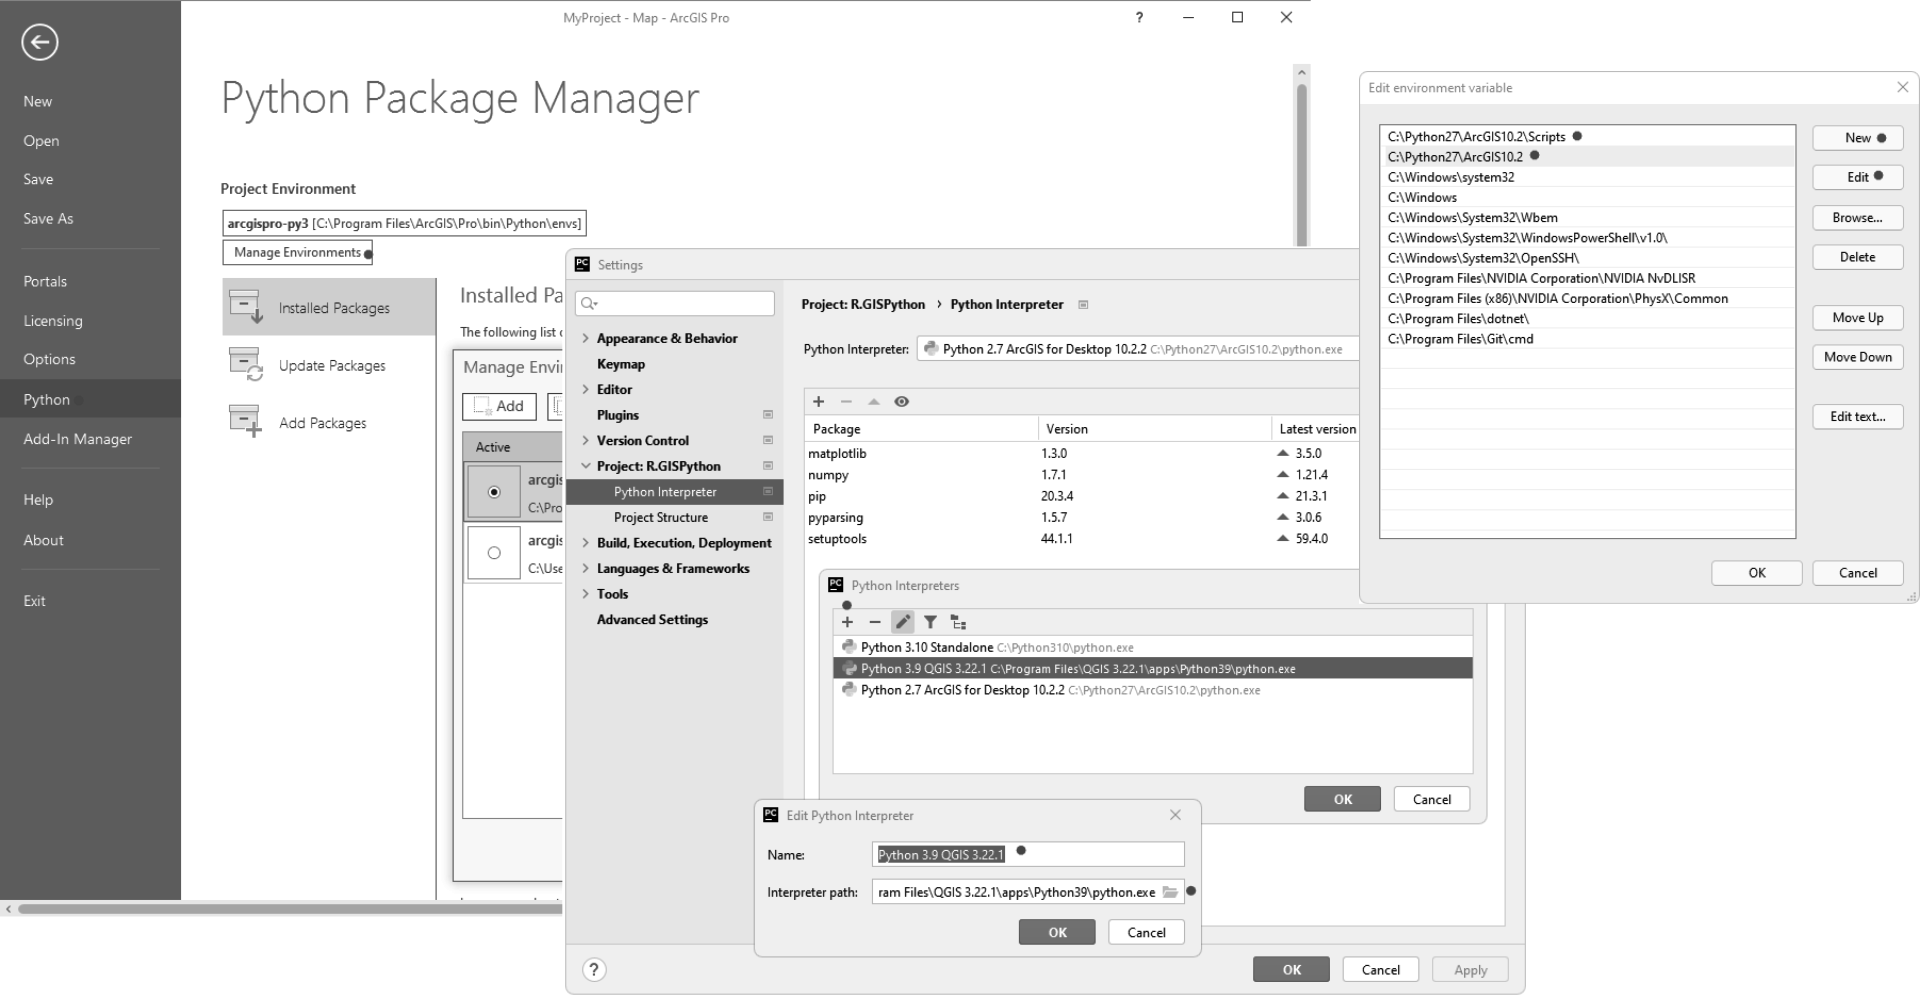 MyProject - Map - ArcGIS Pro
?
New
Open
Save
Save As
Portals
Licensing
Options
Python
Add-In Manager
Help
About
Exit
Python Package Manager
Project Environment
arcgispro-py3 [C:\Program Files\ArcGIS\Pro\bin\Python\envs]
Manage Environments
Installed Packages
Update Packages
Add Packages
Installed Pa
The following list
Manage Envi
Add
Active
arcgis
C:\Pro
arcgis
C:\Use
PC Settings
Appearance & Behavior
Keymap
Editor
Plugins
Version Control
Project: R.GISPython
Python Interpreter
Project Structure
Build, Execution, Deployment
Languages & Frameworks
Tools
Advanced Settings
Project: R.GISPython › Python Interpreter
Python Interpreter: Python 2.7 ArcGIS for Desktop 10.2.2 C:\Python27\ArcGIS10.2\python.exe
Package Version Latest version
matplotlib 1.3.0 3.5.0
numpy 1.7.1 1.21.4
pip 20.3.4 21.3.1
pyparsing 1.5.7 3.0.6
setuptools 44.1.1 59.4.0
PC Python Interpreters
Python 3.10 Standalone C:\Python310\python.exe
Python 3.9 QGIS 3.22.1 C:\Program Files\QGIS 3.22.1\apps\Python39\python.exe
Python 2.7 ArcGIS for Desktop 10.2.2 C:\Python27\ArcGIS10.2\python.exe
OK Cancel
PC Edit Python Interpreter
Name: Python 3.9 QGIS 3.22.1
Interpreter path: ram Files\QGIS 3.22.1\apps\Python39\python.exe
OK Cancel
?
OK Cancel Apply
Edit environment variable
C:\Python27\ArcGIS10.2\Scripts
C:\Python27\ArcGIS10.2
C:\Windows\system32
C:\Windows
C:\Windows\System32\Wbem
C:\Windows\System32\WindowsPowerShell\v1.0\
C:\Windows\System32\OpenSSH\
C:\Program Files\NVIDIA Corporation\NVIDIA NvDLISR
C:\Program Files (x86)\NVIDIA Corporation\PhysX\Common
C:\Program Files\dotnet\
C:\Program Files\Git\cmd
New
Edit
Browse...
Delete
Move Up
Move Down
Edit text...
OK Cancel